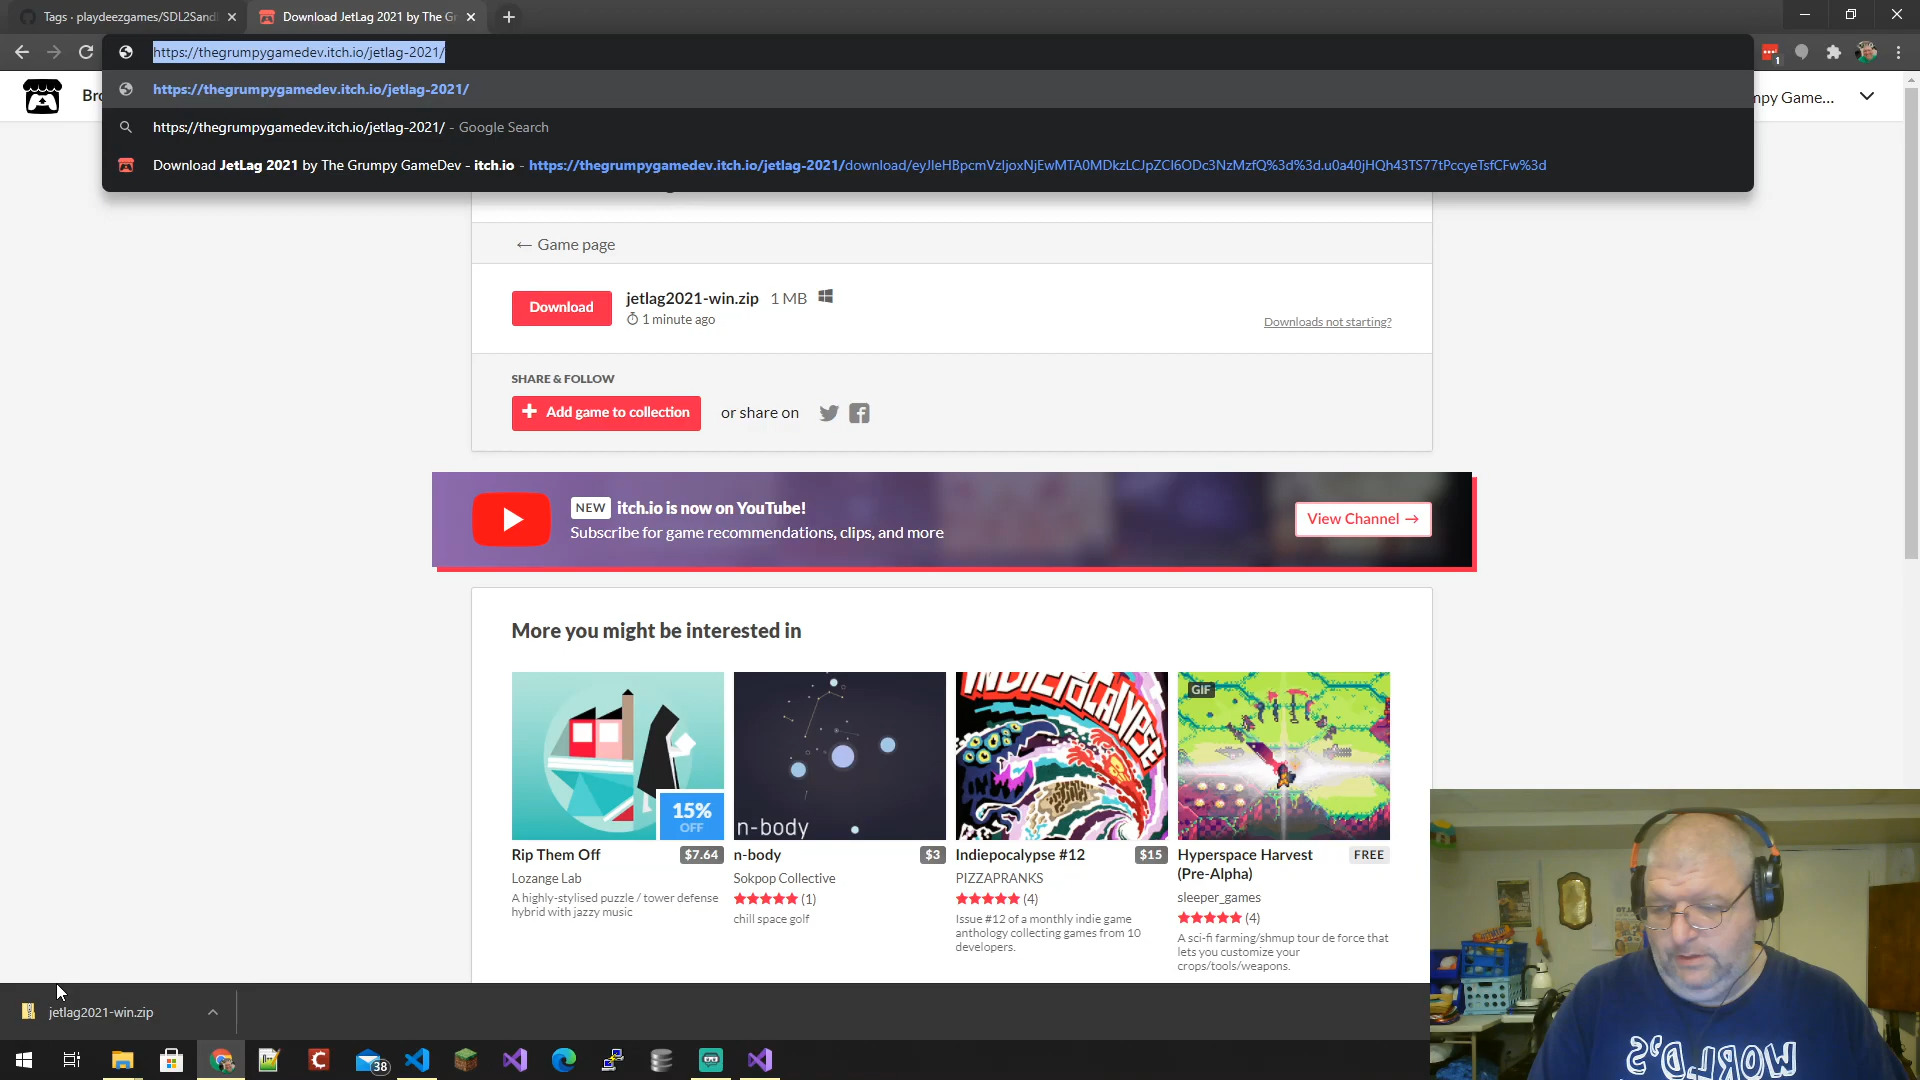 Tags · playdeezgames/SDL2Sand
Download JetLag 2021 by The Gr
https://thegrumpygamedev.itch.io/jetlag-2021/
1
https://thegrumpygamedev.itch.io/jetlag-2021/
Bro
mpy Game...
https://thegrumpygamedev.itch.io/jetlag-2021/ - Google Search
Download JetLag 2021 by The Grumpy GameDev - itch.io - https://thegrumpygamedev.itch.io/jetlag-2021/download/eyJleHBpcmVzIjoxNjEwMTA0MDkzLCJpZCI6ODc3NzMzfQ%3d%3d.u0a40jHQh43TS77tPccyeTsfCFw%3d
← Game page
Download
jetlag2021-win.zip 1 MB
1 minute ago
Downloads not starting?
SHARE & FOLLOW
+ Add game to collection or share on
NEW itch.io is now on YouTube!
Subscribe for game recommendations, clips, and more
View Channel →
More you might be interested in
15%
OFF
n-body
INDIEPOCALYPSE
GIF
Rip Them Off $7.64
Lozange Lab
A highly-stylised puzzle / tower defense
hybrid with jazzy music
n-body $3
Sokpop Collective
(1)
chill space golf
Indiepocalypse #12 $15
PIZZAPRANKS
(4)
Issue #12 of a monthly indie game
anthology collecting games from 10
developers.
Hyperspace Harvest
(Pre-Alpha) FREE
sleeper_games
(4)
A sci-fi farming/shmup tour de force that
lets you customize your
crops/tools/weapons.
jetlag2021-win.zip
38
WORLD'S